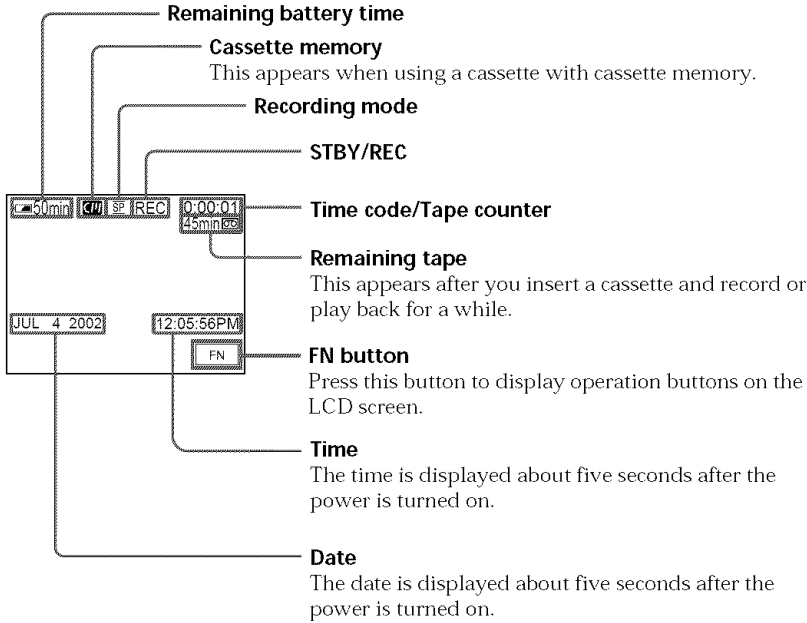 Remaining battery time
Cassette memory
This appears when using a cassette with cassette memory.
Recording mode
STBY/REC
50min CM SP REC 0:00:01
Time code/Tape counter
45min
Remaining tape
This appears after you insert a cassette and record or
play back for a while.
JUL 4 2002 12:05:56PM
FN
FN button
Press this button to display operation buttons on the
LCD screen.
Time
The time is displayed about five seconds after the
power is turned on.
Date
The date is displayed about five seconds after the
power is turned on.